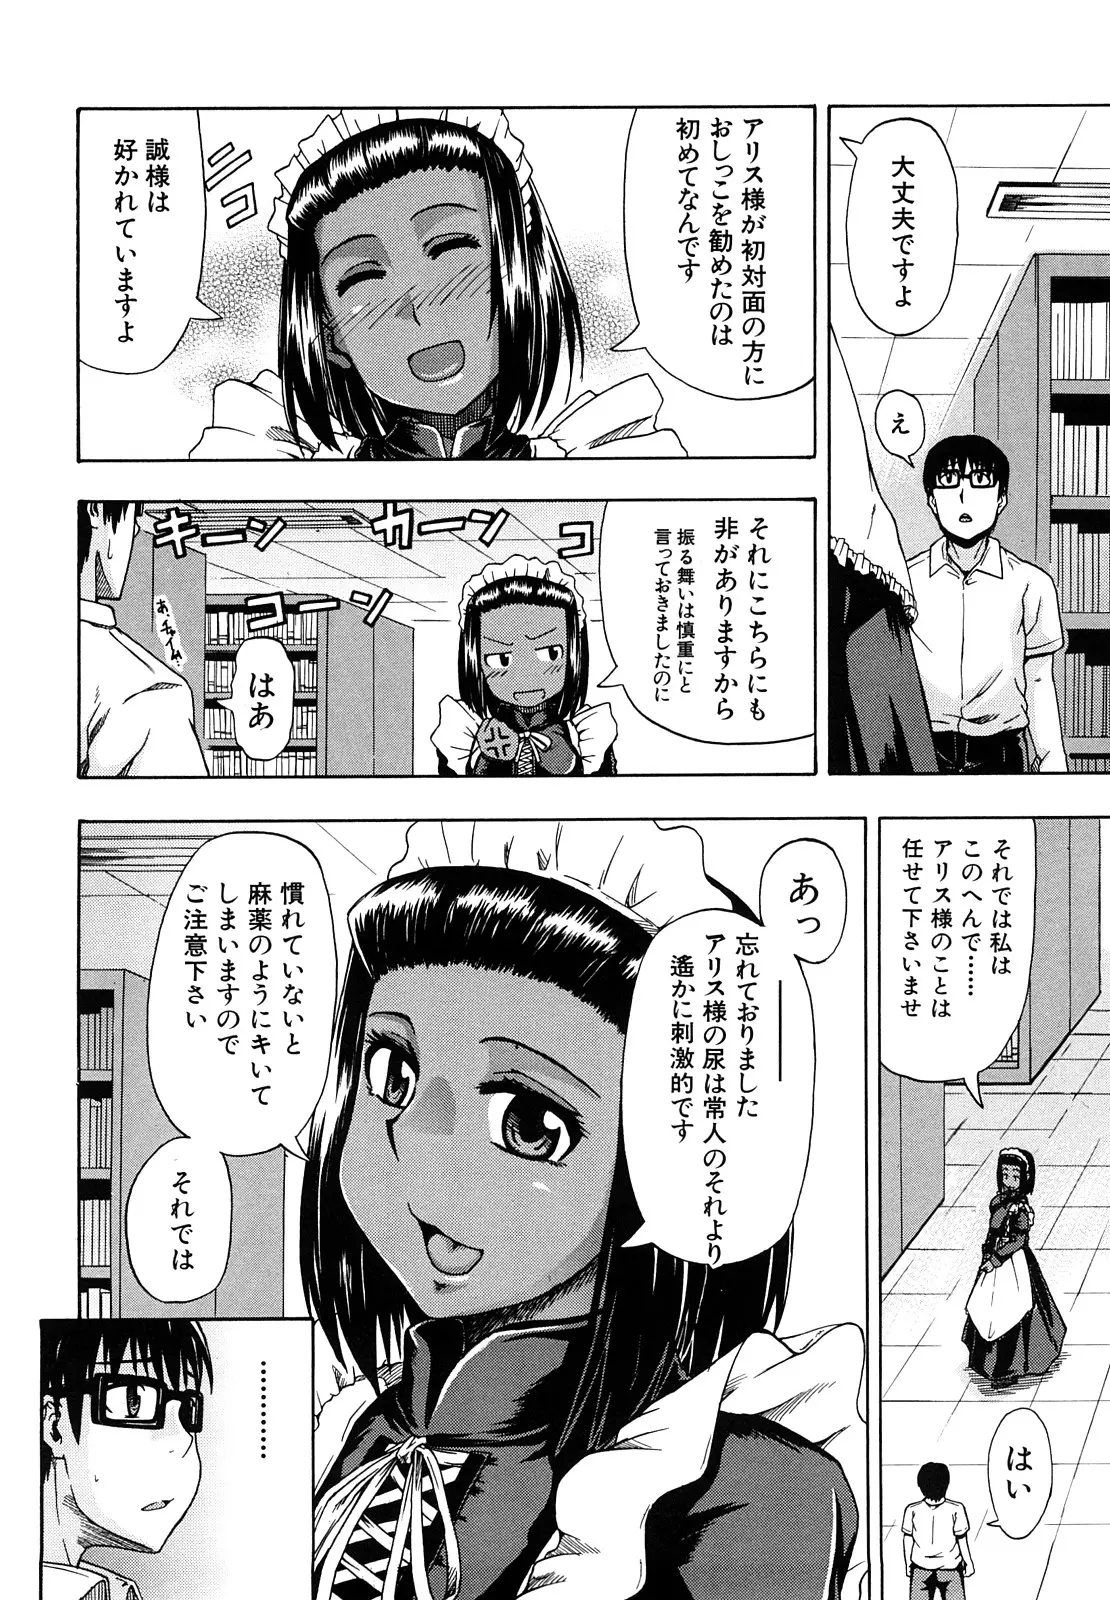 大丈夫ですよ
え
アリス様が初対面の方に
おしっこを勧めたのは
初めてなんです
ニコ
ニコ
誠様は
好かれていますよ
それにこちらにも
非がありますから
振る舞いは慎重にと
言っておきましたのに
キーン
カーン
コ
コーン
あ、チャイム…
はあ
それでは私は
このへんで……
アリス様のことは
任せて下さいませ
はい
あっ
忘れておりました
アリス様の尿は常人のそれより
遙かに刺激的です
慣れていないと
麻薬のようにキいて
しまいますので
ご注意下さい
それでは
………